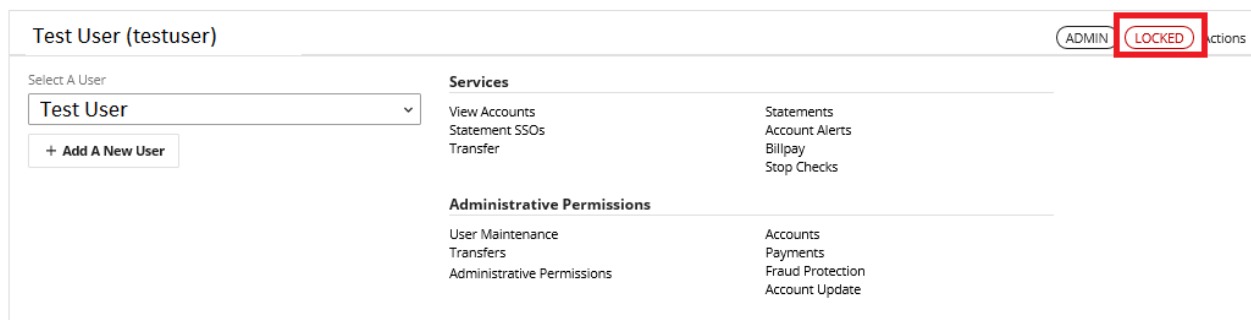 Test User (testuser)
ADMIN LOCKED ctions
Select A User
Test User
+ Add A New User
Services
View Accounts
Statement SSOs
Transfer
Statements
Account Alerts
Billpay
Stop Checks
Administrative Permissions
User Maintenance
Transfers
Administrative Permissions
Accounts
Payments
Fraud Protection
Account Update